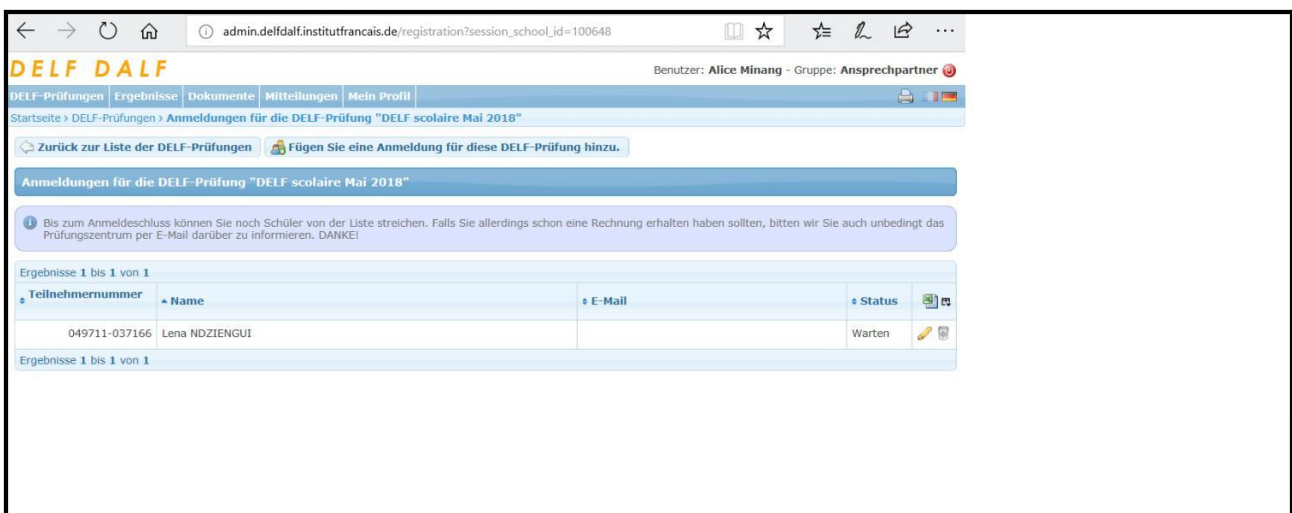 admin.delfdalf.institutfrancais.de/registration?session_school_id=100648
DELF DALF
Benutzer: Alice Minang - Gruppe: Ansprechpartner
DELF-Prüfungen Ergebnisse Dokumente Mitteilungen Mein Profil
Startseite › DELF-Prüfungen › Anmeldungen für die DELF-Prüfung "DELF scolaire Mai 2018"
Zurück zur Liste der DELF-Prüfungen Fügen Sie eine Anmeldung für diese DELF-Prüfung hinzu.
Anmeldungen für die DELF-Prüfung "DELF scolaire Mai 2018"
Bis zum Anmeldeschluss können Sie noch Schüler von der Liste streichen. Falls Sie allerdings schon eine Rechnung erhalten haben sollten, bitten wir Sie auch unbedingt das
Prüfungszentrum per E-Mail darüber zu informieren. DANKE!
Ergebnisse 1 bis 1 von 1
Teilnehmernummer Name E-Mail Status
049711-037166 Lena NDZIENGUI Warten
Ergebnisse 1 bis 1 von 1